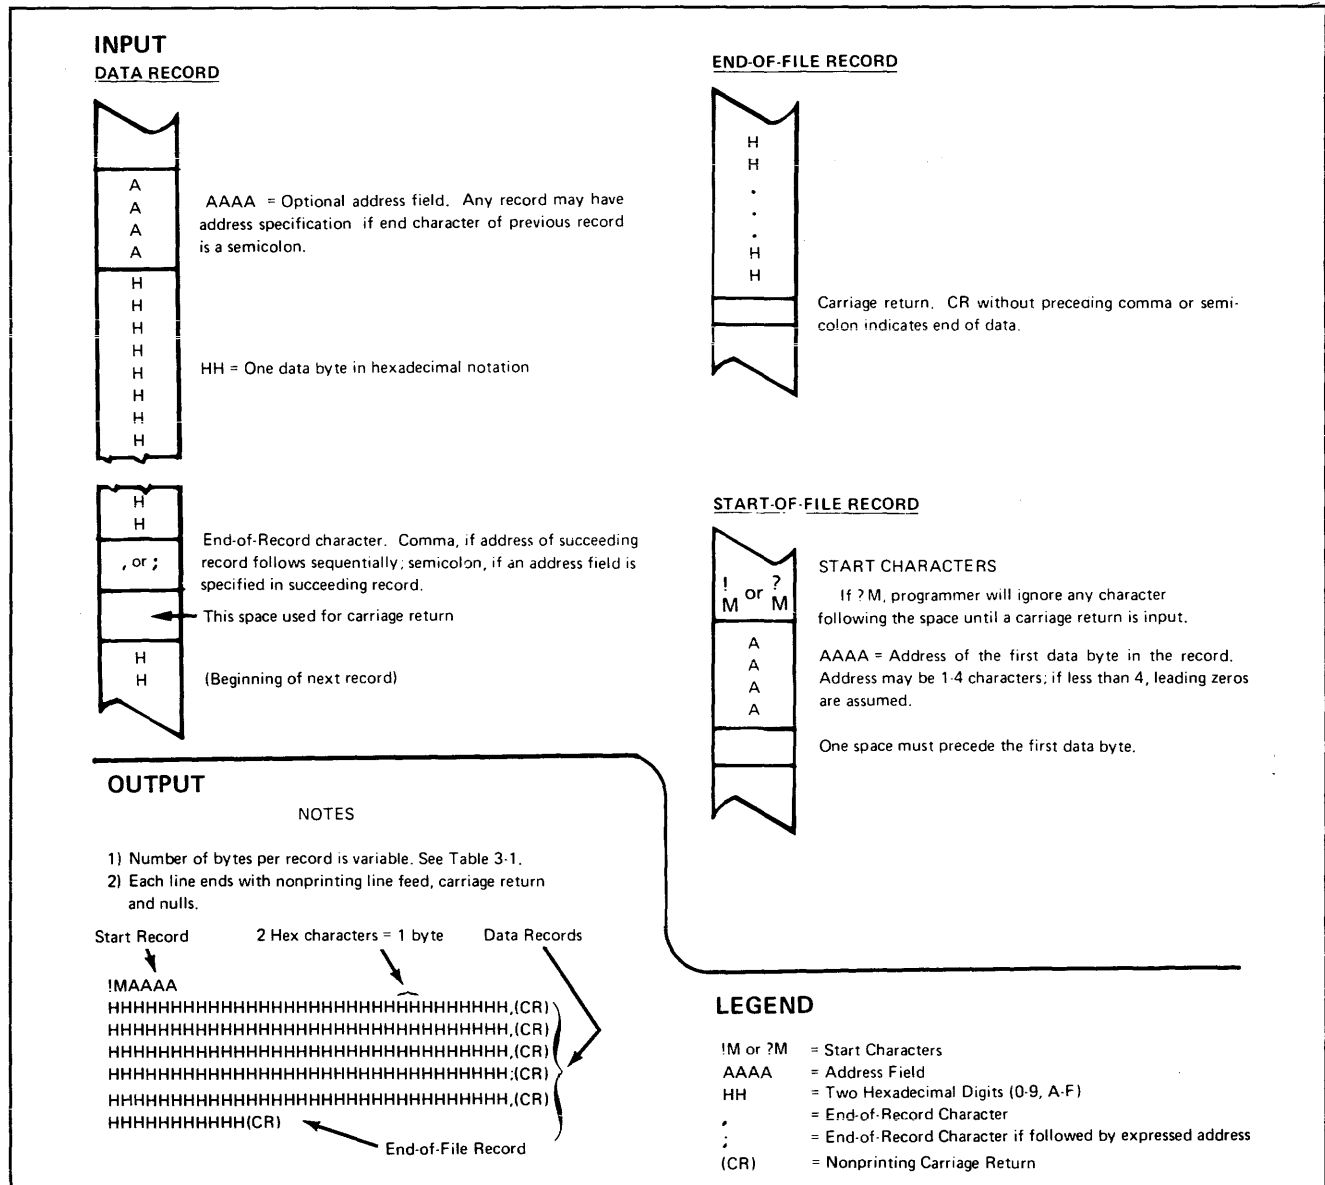 INPUT
DATA RECORD
A
A
A
A
AAAA = Optional address field. Any record may have
address specification if end character of previous record
is a semicolon.
H
H
H
H
H
H
H
H
HH = One data byte in hexadecimal notation
H
H
, or ;
End-of-Record character. Comma, if address of succeeding
record follows sequentially; semicolon, if an address field is
specified in succeeding record.
This space used for carriage return
H
H
(Beginning of next record)
END-OF-FILE RECORD
H
H
.
.
.
H
H
Carriage return. CR without preceding comma or semi-
colon indicates end of data.
START-OF-FILE RECORD
! or ?
M M
START CHARACTERS
If ?M, programmer will ignore any character
following the space until a carriage return is input.
A
A
A
A
AAAA = Address of the first data byte in the record.
Address may be 1-4 characters; if less than 4, leading zeros
are assumed.
One space must precede the first data byte.
OUTPUT
NOTES
1) Number of bytes per record is variable. See Table 3-1.
2) Each line ends with nonprinting line feed, carriage return
and nulls.
Start Record
2 Hex characters = 1 byte
Data Records
!MAAAA
HHHHHHHHHHHHHHHHHHHHHHHHHHHHHHHH,(CR)
HHHHHHHHHHHHHHHHHHHHHHHHHHHHHHHH,(CR)
HHHHHHHHHHHHHHHHHHHHHHHHHHHHHHHH,(CR)
HHHHHHHHHHHHHHHHHHHHHHHHHHHHHHHH;(CR)
HHHHHHHHHHHHHHHHHHHHHHHHHHHHHHHH,(CR)
HHHHHHHHHHH(CR)
End-of-File Record
LEGEND
!M or ?M = Start Characters
AAAA = Address Field
HH = Two Hexadecimal Digits (0-9, A-F)
, = End-of-Record Character
; = End-of-Record Character if followed by expressed address
(CR) = Nonprinting Carriage Return